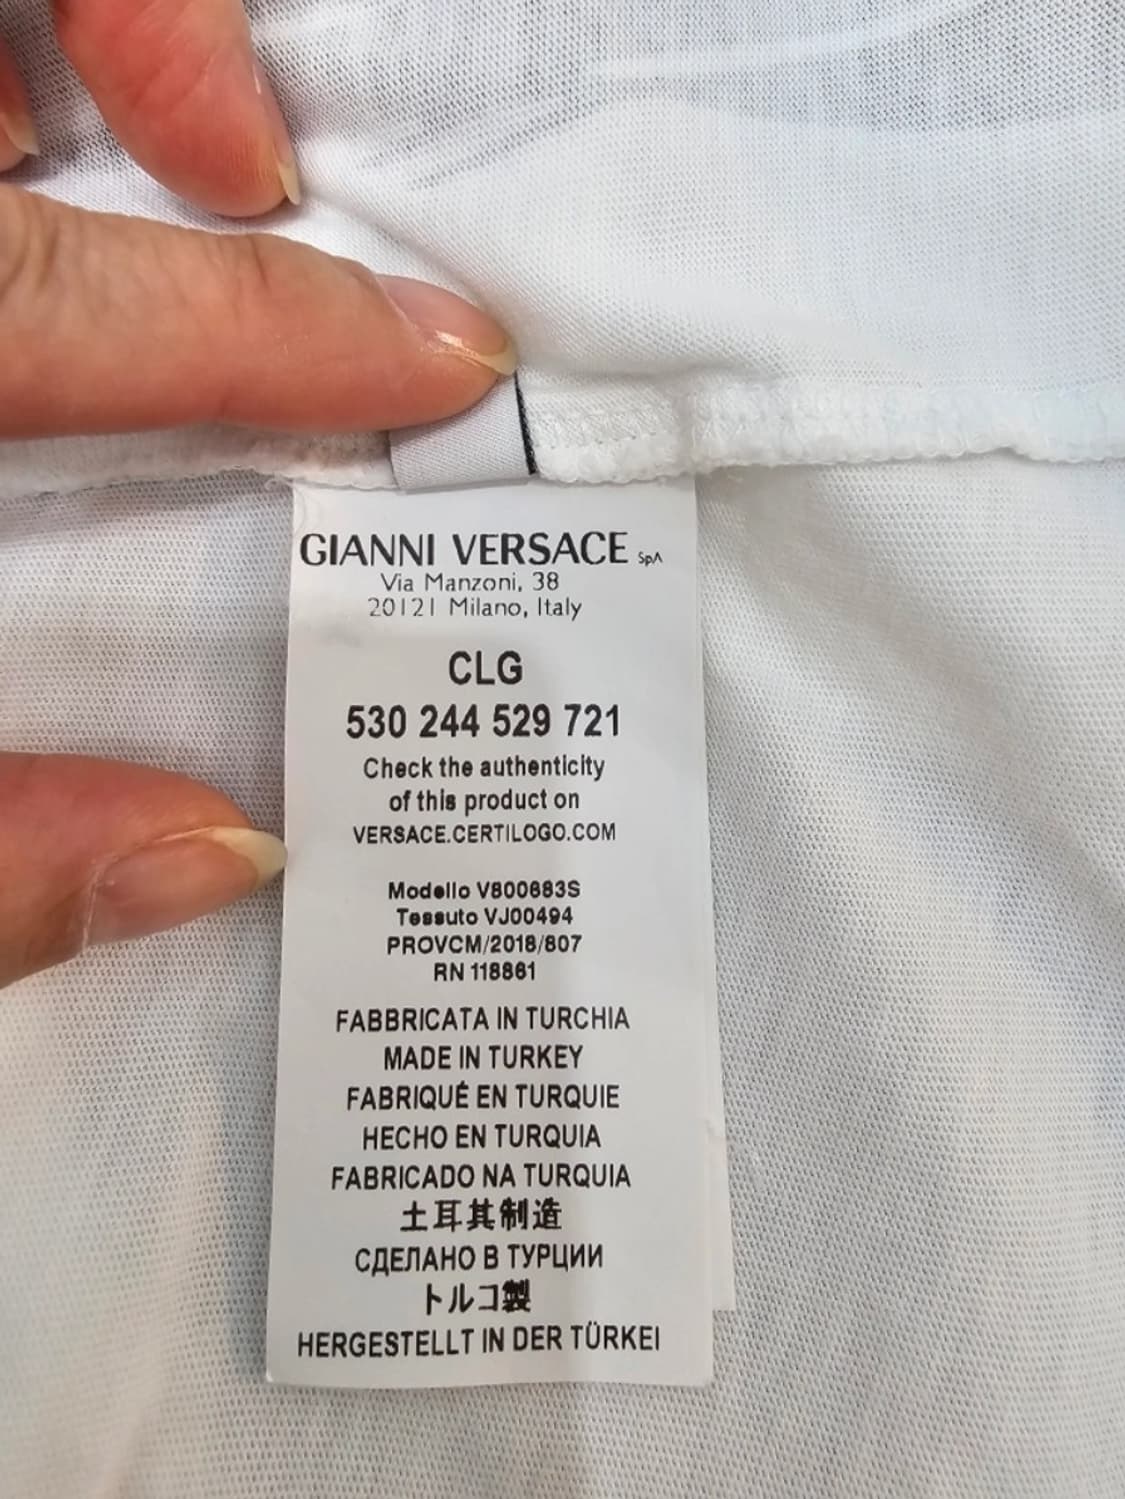 GIANNI VERSACE SpA
Via Manzoni, 38
20121 Milano, Italy
CLG
530 244 529 721
Check the authenticity
of this product on
VERSACE.CERTILOGO.COM
Modello V800683S
Tessuto VJ00494
PROVCM/2018/807
RN 118861
FABBRICATA IN TURCHIA
MADE IN TURKEY
FABRIQUÉ EN TURQUIE
HECHO EN TURQUIA
FABRICADO NA TURQUIA
土耳其制造
СДЕЛАНО В ТУРЦИИ
トルコ製
HERGESTELLT IN DER TÜRKEI